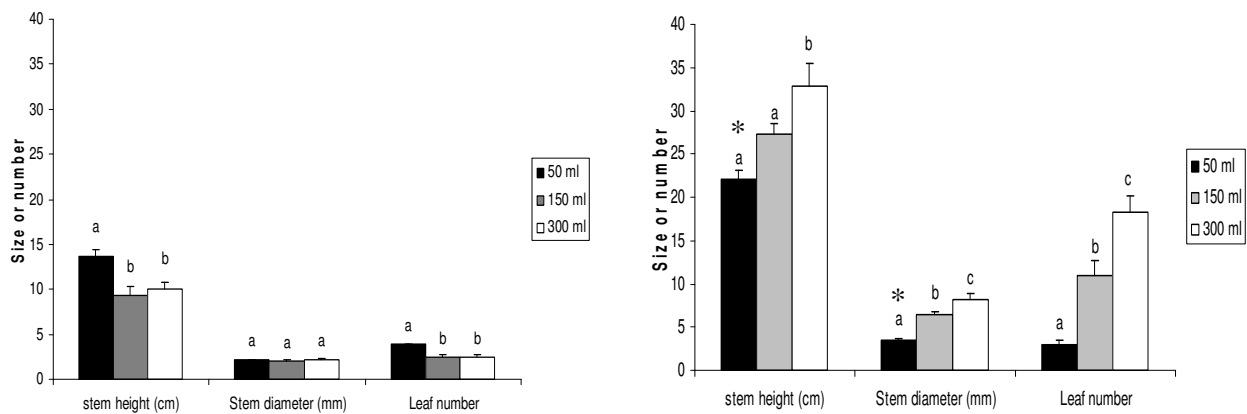 40
35
30
25
20
15
10
5
0
Size or number
a
b
b
a
a
a
a
b
b
stem height (cm)
Stem diameter (mm)
Leaf number
50 ml
150 ml
300 ml
40
35
30
25
20
15
10
5
0
Size or number
*
a
a
b
*
a
b
c
a
b
c
stem height (cm)
Stem diameter (mm)
Leaf number
50 ml
150 ml
300 ml